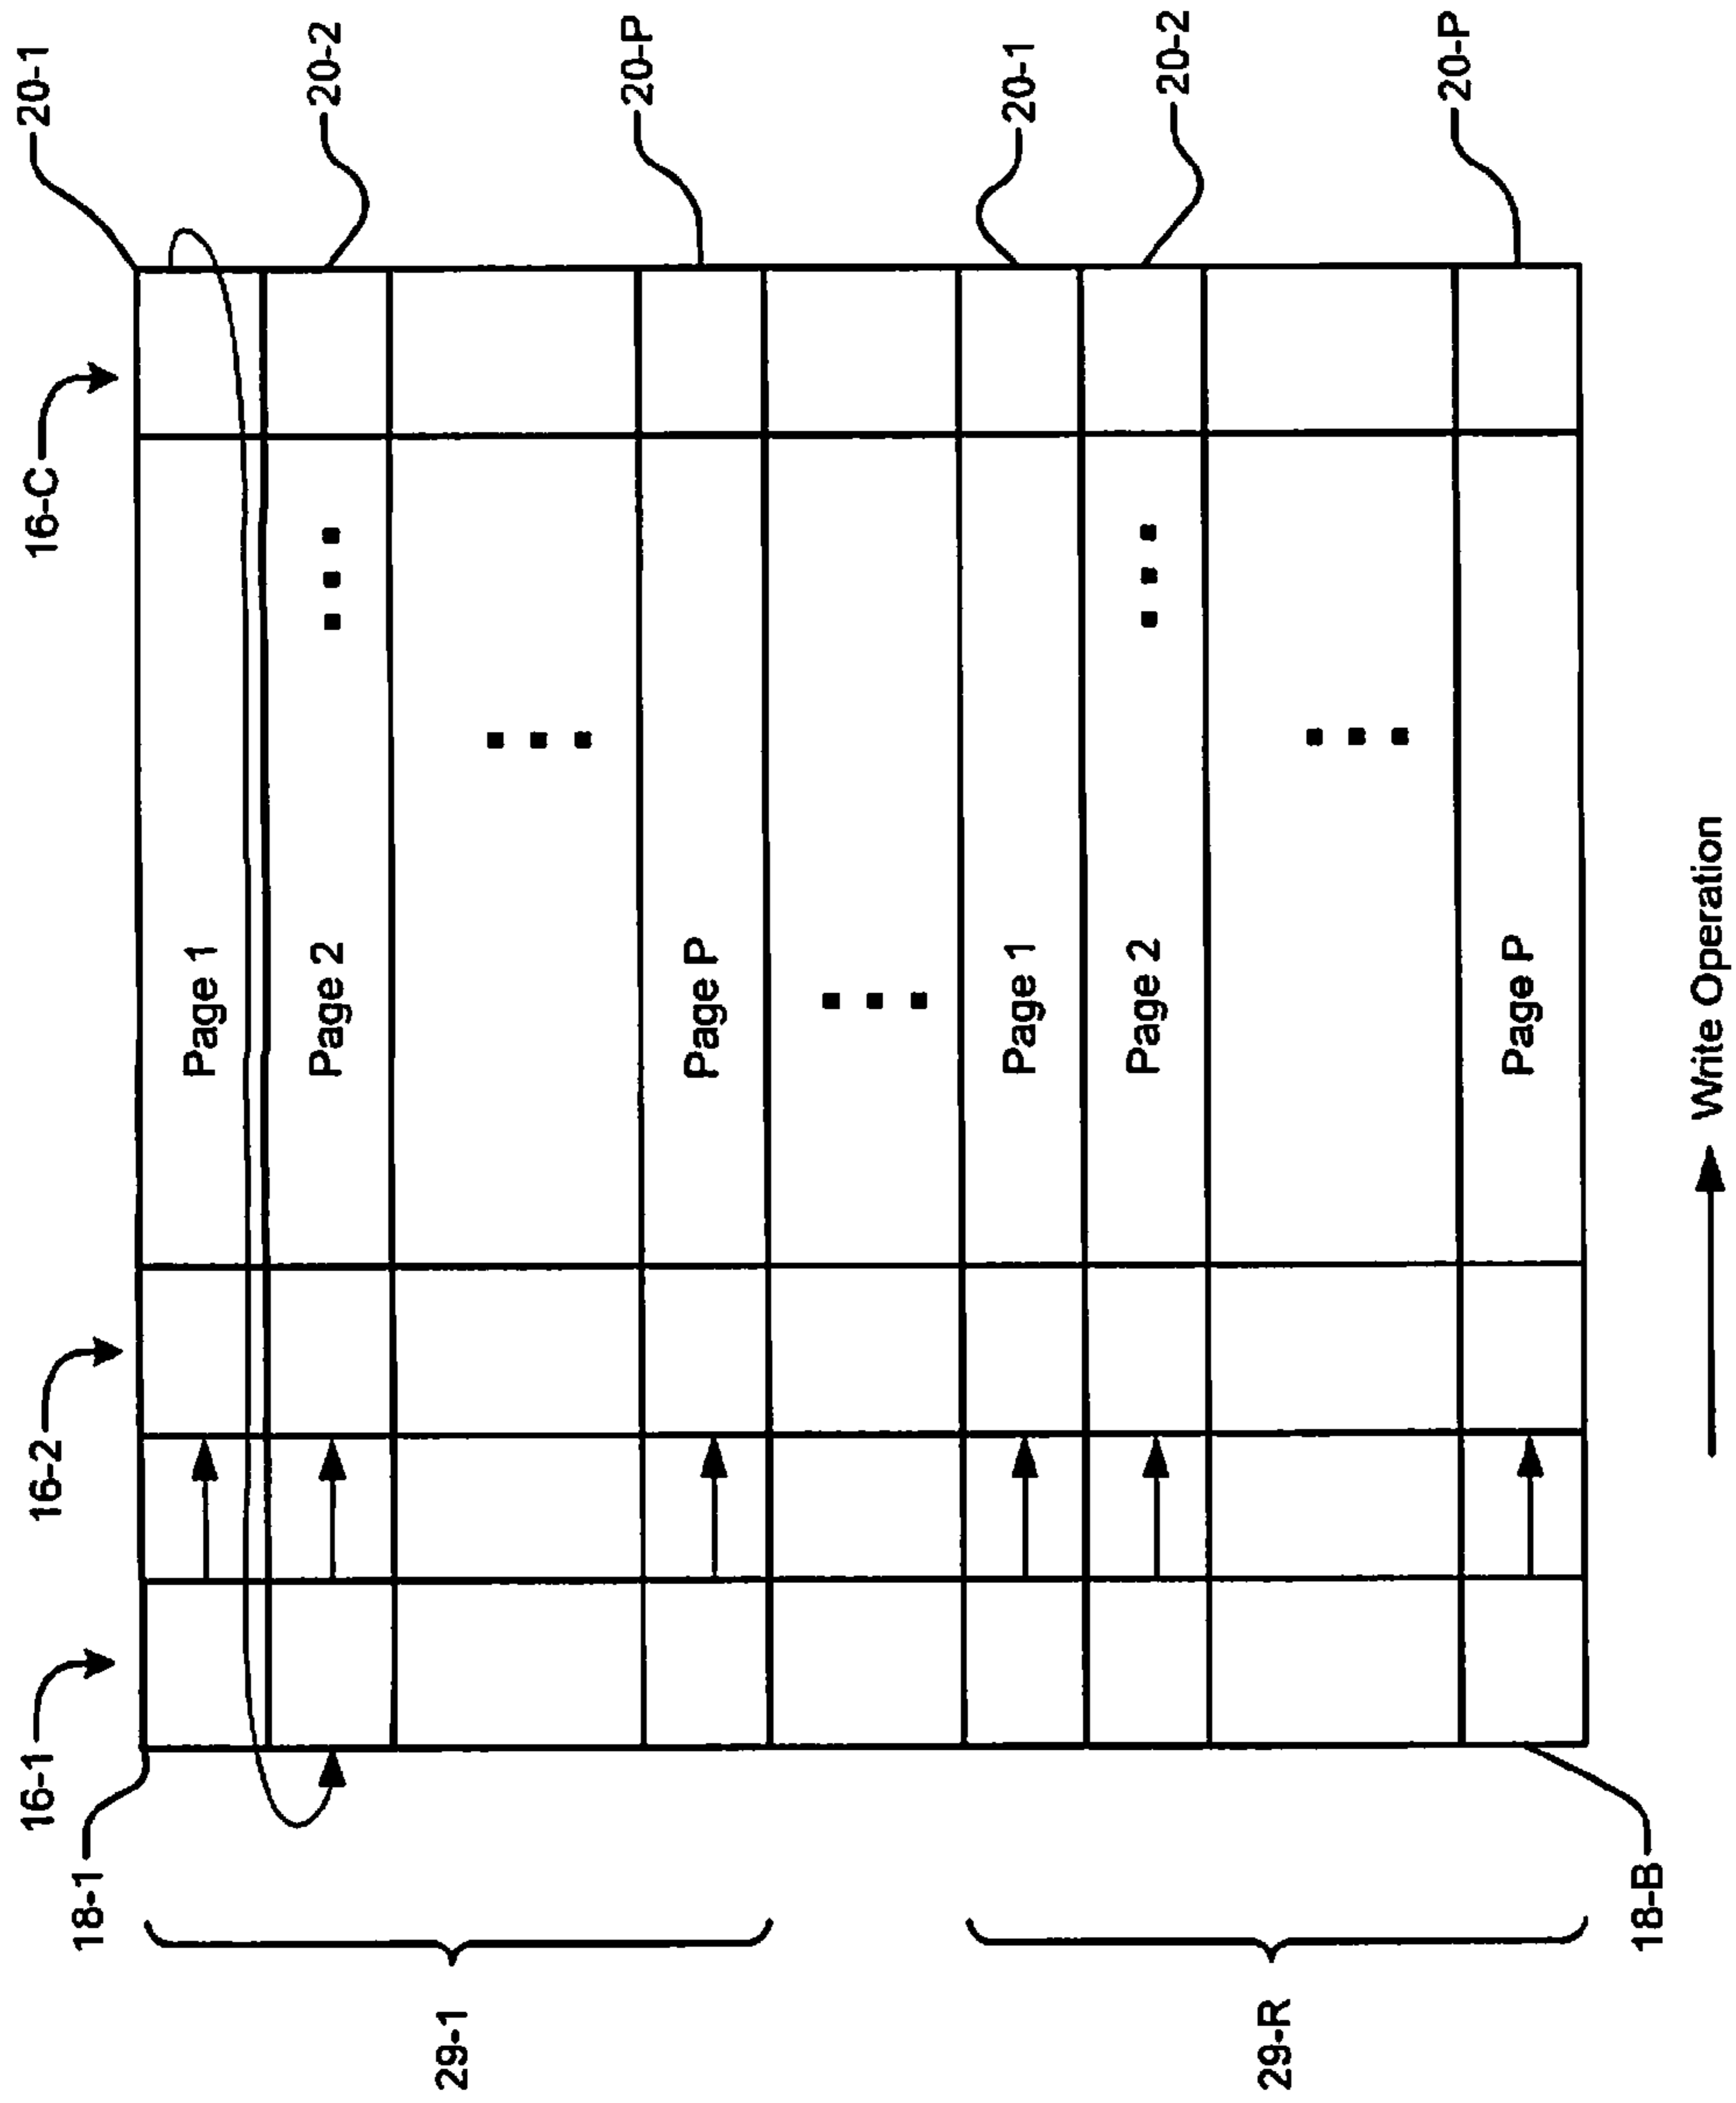 16-1
16-2
16-C
20-1
18-1
Page 1
Page 2
20-2
29-1
20-P
Page P
Page 1
20-1
Page 2
20-2
29-R
20-P
Page P
18-B
Write Operation